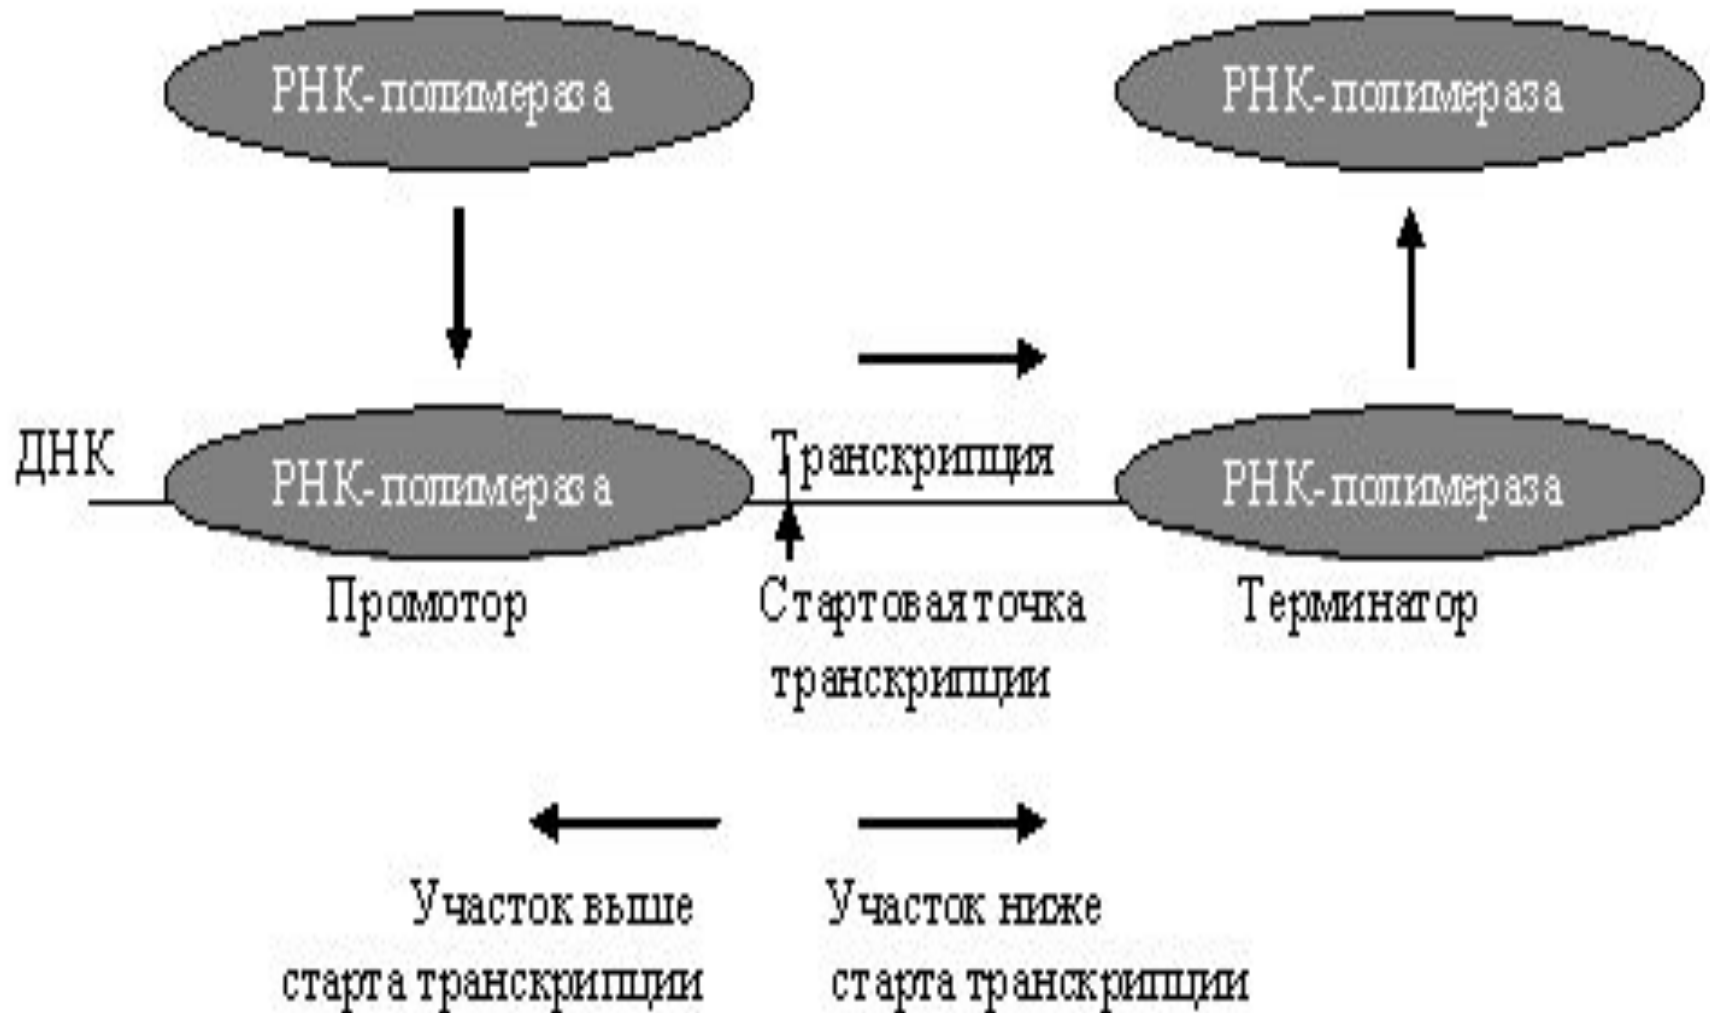 РНК-полимераза РНК-полимераза
ДНК РНК-полимераза Транскрипция РНК-полимераза
Промотор Стартовая точка Терминатор
транскрипции
Участок выше Участок ниже
старта транскрипции старта транскрипции